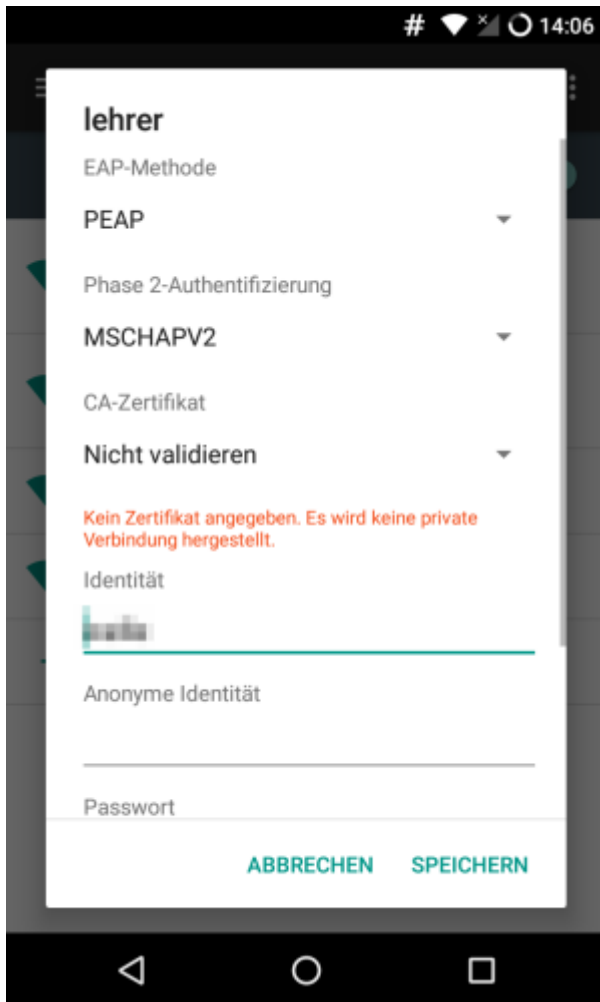 # 14:06
lehrer
EAP-Methode
PEAP
Phase 2-Authentifizierung
MSCHAPV2
CA-Zertifikat
Nicht validieren
Kein Zertifikat angegeben. Es wird keine private
Verbindung hergestellt.
Identität
Anonyme Identität
Passwort
ABBRECHEN SPEICHERN